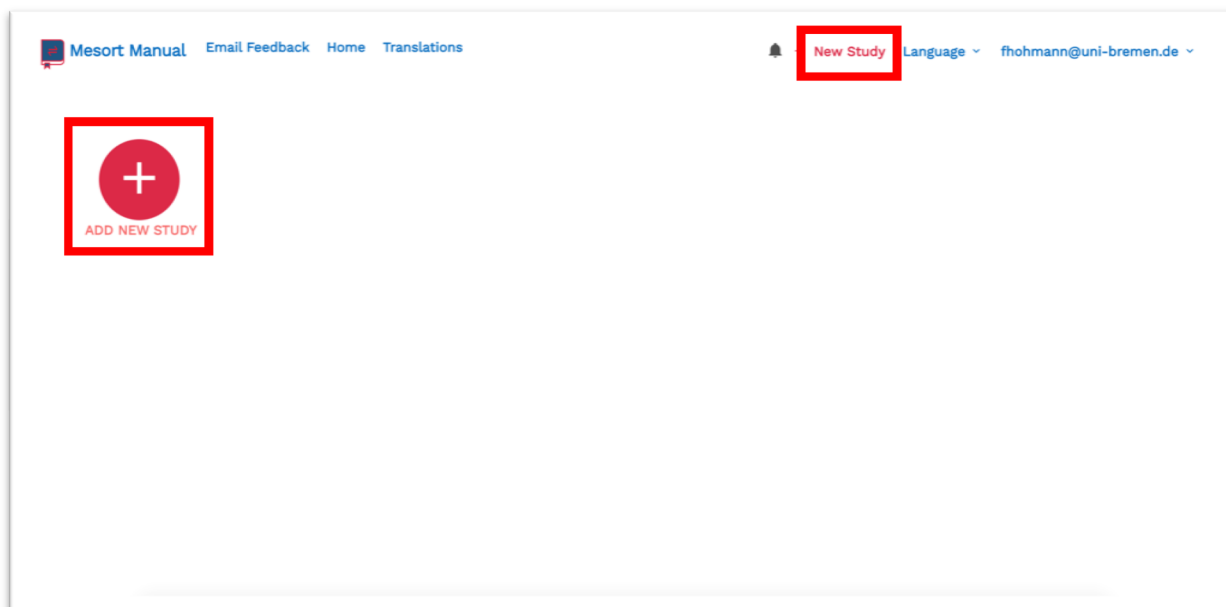 Mesort Manual Email Feedback Home Translations New Study Language fhohmann@uni-bremen.de
ADD NEW STUDY